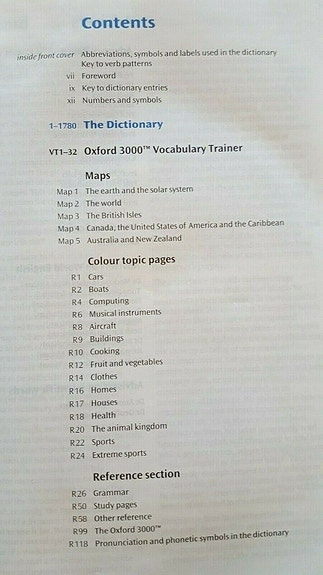 Contents
inside front cover Abbreviations, symbols and labels used in the dictionary
Key to verb patterns
vii Foreword
ix Key to dictionary entries
xii Numbers and symbols
1–1780 The Dictionary
VT1–32 Oxford 3000™ Vocabulary Trainer
Maps
Map 1 The earth and the solar system
Map 2 The world
Map 3 The British Isles
Map 4 Canada, the United States of America and the Caribbean
Map 5 Australia and New Zealand
Colour topic pages
R1 Cars
R2 Boats
R4 Computing
R6 Musical instruments
R8 Aircraft
R9 Buildings
R10 Cooking
R12 Fruit and vegetables
R14 Clothes
R16 Homes
R17 Houses
R18 Health
R20 The animal kingdom
R22 Sports
R24 Extreme sports
Reference section
R26 Grammar
R50 Study pages
R58 Other reference
R99 The Oxford 3000™
R118 Pronunciation and phonetic symbols in the dictionary